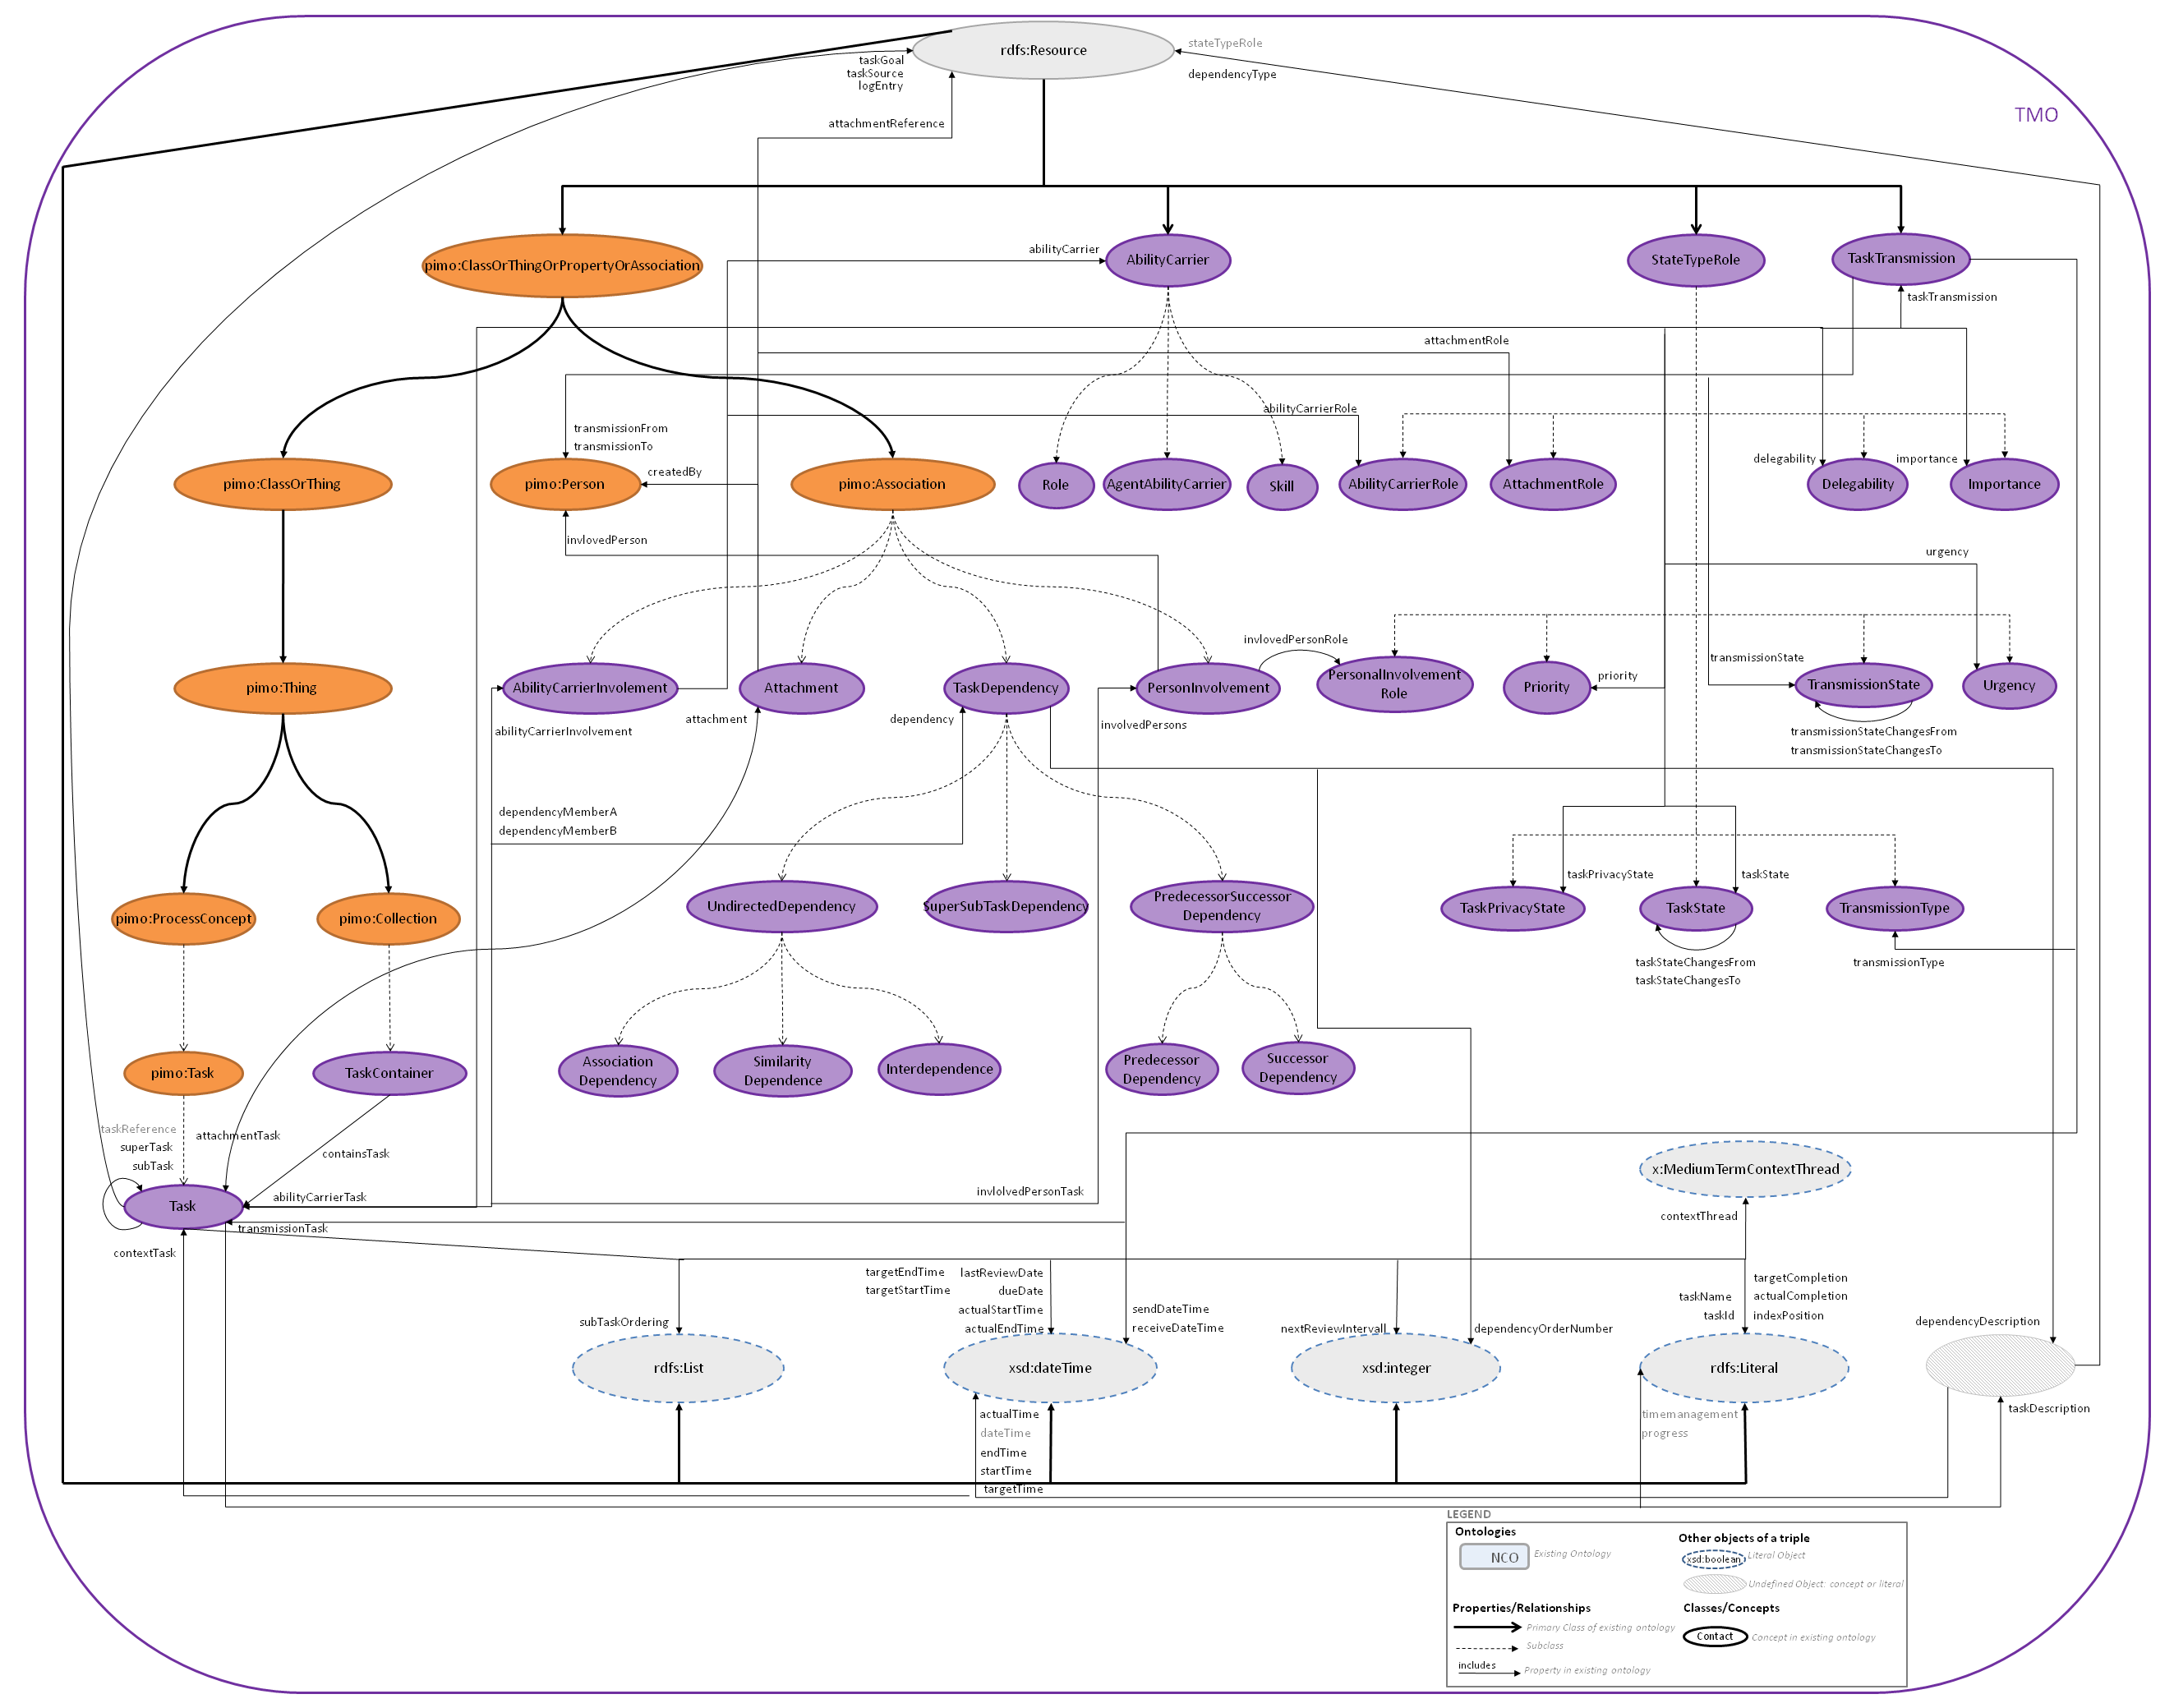 rdfs:Resource
stateTypeRole
dependencyType
taskGoal
taskSource
logEntry
attachmentReference
TMO
pimo:ClassOrThingOrPropertyOrAssociation
abilityCarrier
AbilityCarrier
StateTypeRole
TaskTransmission
taskTransmission
attachmentRole
abilityCarrierRole
transmissionFrom
transmissionTo
createdBy
delegability
importance
pimo:ClassOrThing
pimo:Person
pimo:Association
Role
AgentAbilityCarrier
Skill
AbilityCarrierRole
AttachmentRole
Delegability
Importance
invlovedPerson
urgency
invlovedPersonRole
transmissionState
priority
pimo:Thing
AbilityCarrierInvolement
Attachment
TaskDependency
PersonInvolvement
PersonalInvolvement
Role
Priority
TransmissionState
Urgency
attachment
dependency
involvedPersons
abilityCarrierInvolvement
transmissionStateChangesFrom
transmissionStateChangesTo
dependencyMemberA
dependencyMemberB
taskPrivacyState
taskState
pimo:ProcessConcept
pimo:Collection
UndirectedDependency
SuperSubTaskDependency
PredecessorSuccessor
Dependency
TaskPrivacyState
TaskState
TransmissionType
taskStateChangesFrom
taskStateChangesTo
transmissionType
pimo:Task
TaskContainer
Association
Dependency
Similarity
Dependence
Interdependence
Predecessor
Dependency
Successor
Dependency
taskReference
superTask
subTask
attachmentTask
containsTask
x:MediumTermContextThread
Task
abilityCarrierTask
invlolvedPersonTask
transmissionTask
contextThread
contextTask
targetEndTime
targetStartTime
lastReviewDate
dueDate
actualStartTime
actualEndTime
sendDateTime
receiveDateTime
subTaskOrdering
nextReviewIntervall
dependencyOrderNumber
taskName
taskId
targetCompletion
actualCompletion
indexPosition
dependencyDescription
rdfs:List
xsd:dateTime
xsd:integer
rdfs:Literal
actualTime
dateTime
endTime
startTime
targetTime
timemanagement
progress
taskDescription
LEGEND
Ontologies
NCO
Existing Ontology
Other objects of a triple
xsd:boolean
Literal Object
Undefined Object: concept or literal
Properties/Relationships
Primary Class of existing ontology
Subclass
includes
Property in existing ontology
Classes/Concepts
Contact
Concept in existing ontology